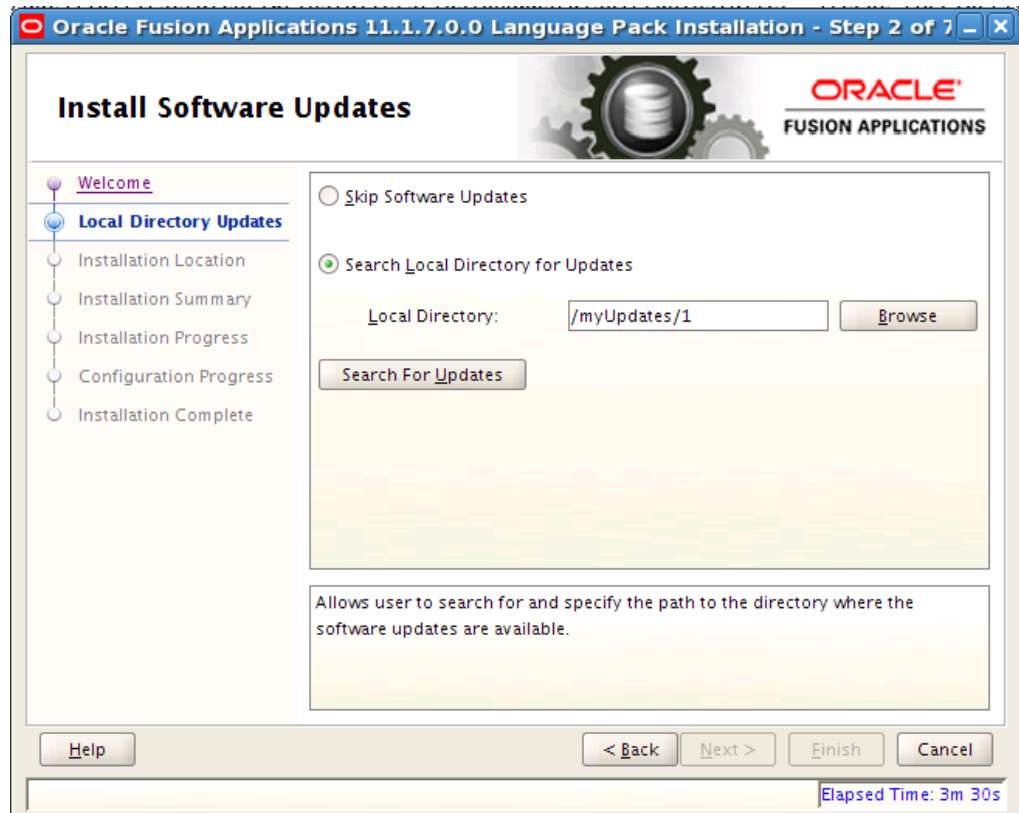 Oracle Fusion Applications 11.1.7.0.0 Language Pack Installation - Step 2 of 7
Install Software Updates
ORACLE
FUSION APPLICATIONS
Welcome
Local Directory Updates
Installation Location
Installation Summary
Installation Progress
Configuration Progress
Installation Complete
Skip Software Updates
Search Local Directory for Updates
Local Directory: /myUpdates/1 Browse
Search For Updates
Allows user to search for and specify the path to the directory where the
software updates are available.
Help < Back Next > Finish Cancel
Elapsed Time: 3m 30s